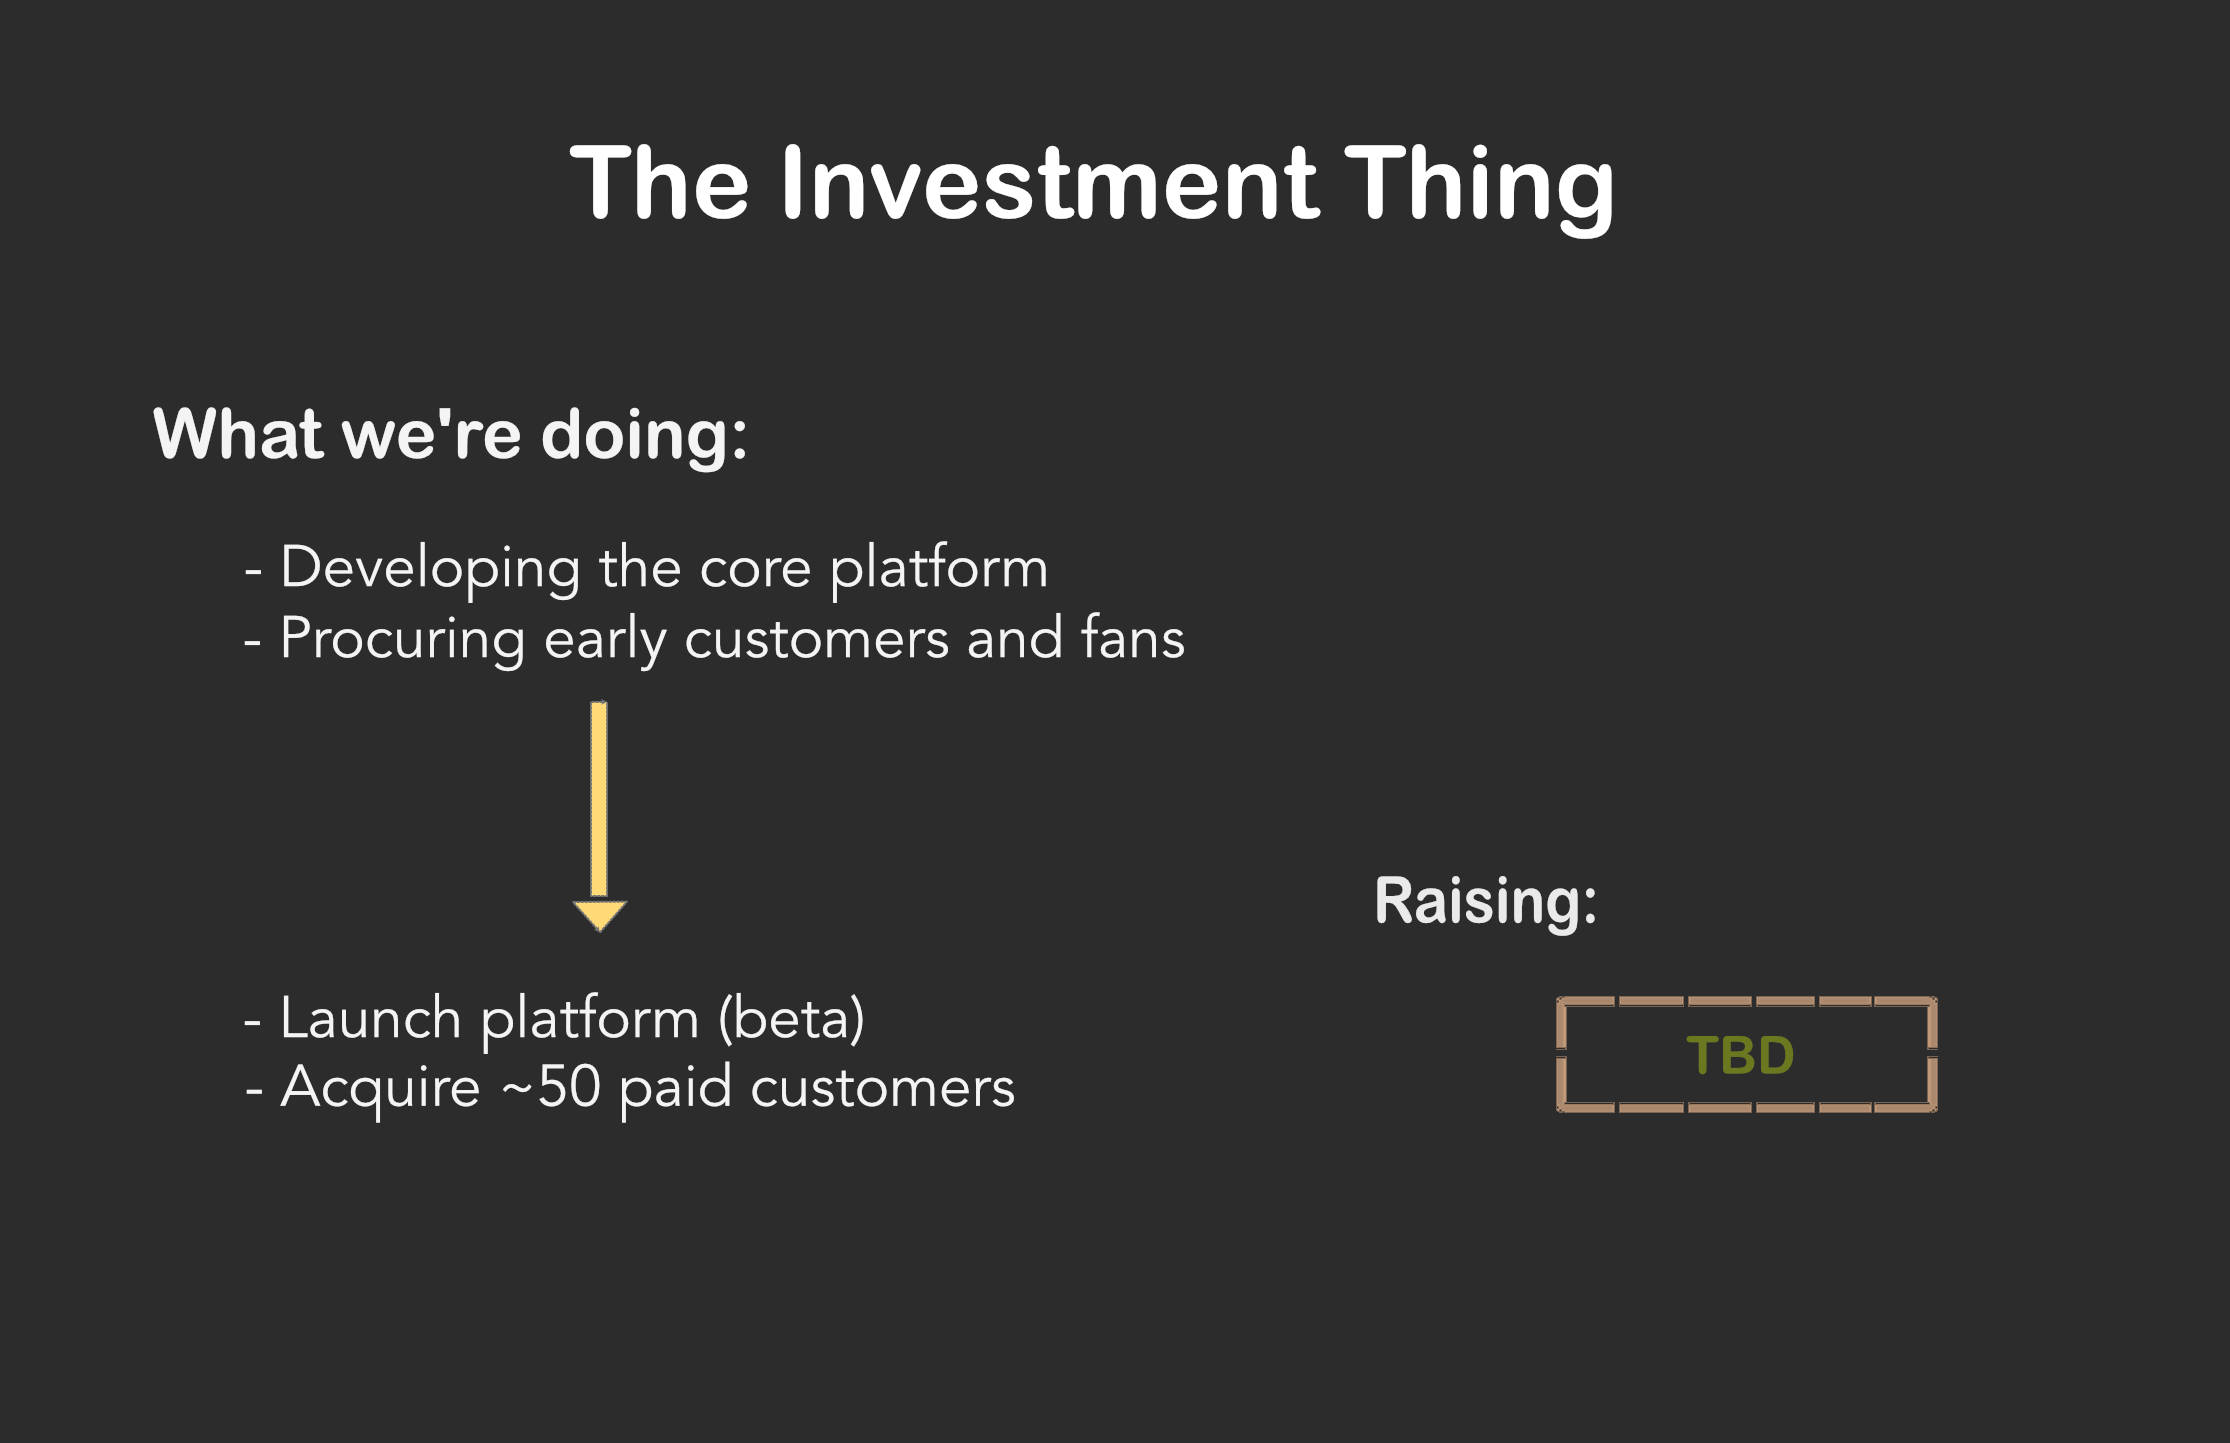 The Investment Thing
What we're doing:
- Developing the core platform
- Procuring early customers and fans
- Launch platform (beta)
- Acquire ~50 paid customers
Raising:
TBD